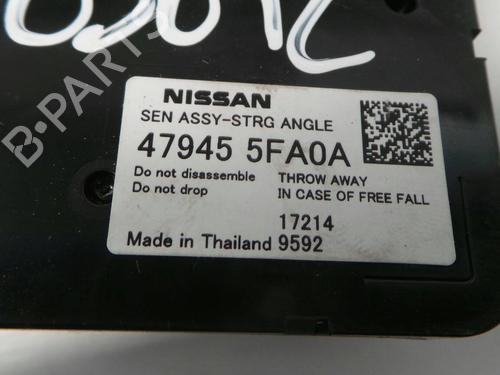 B-PARTS
NISSAN
SEN ASSY-STRG ANGLE
47945 5FA0A
Do not disassemble THROW AWAY
Do not drop IN CASE OF FREE FALL
17214
Made in Thailand 9592